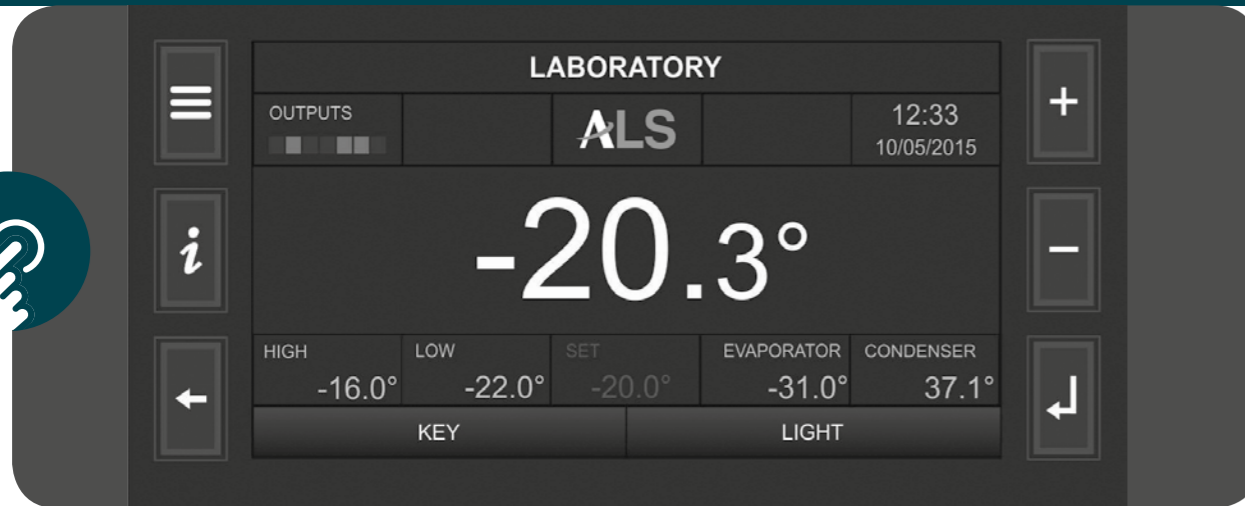 LABORATORY
OUTPUTS
ALS
12:33
10/05/2015
-20.3°
HIGH
-16.0°
LOW
-22.0°
SET
-20.0°
EVAPORATOR
-31.0°
CONDENSER
37.1°
KEY
LIGHT